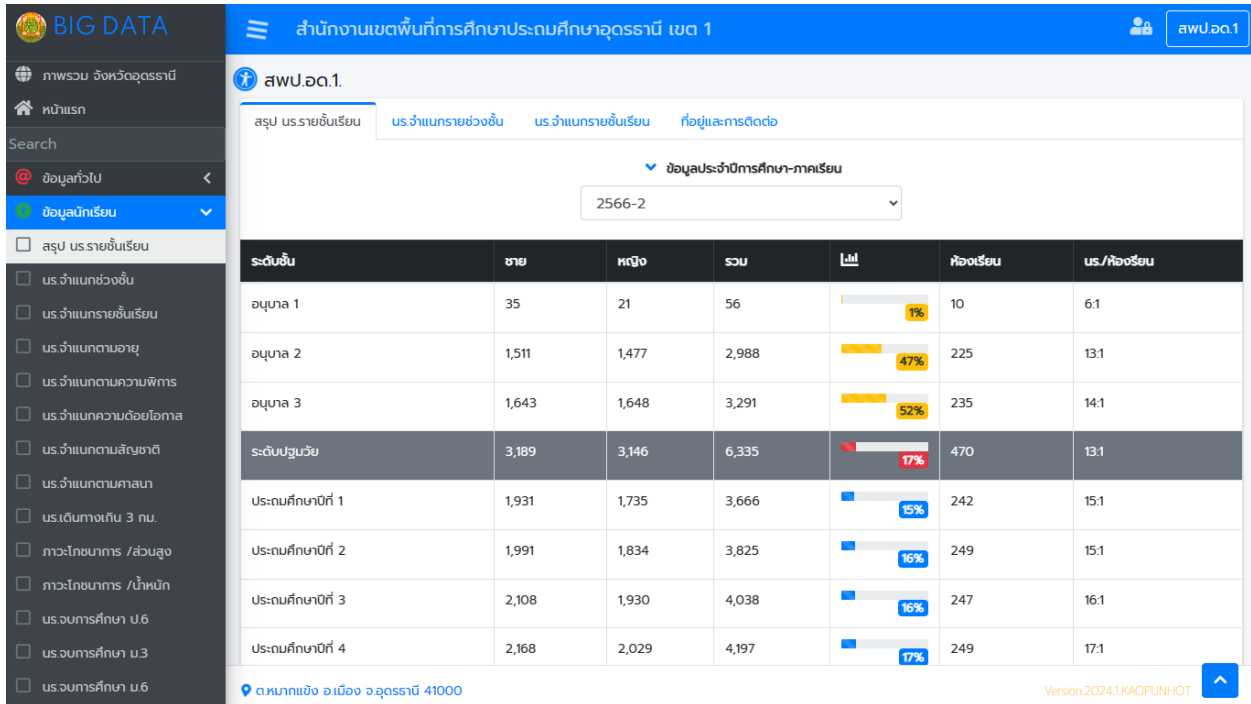 BIG DATA
สำนักงานเขตพื้นที่การศึกษาประถมศึกษาอุดรธานี เขต 1
สพป.อด.1
ภาพรวม จังหวัดอุดรธานี
หน้าแรก
Search
ข้อมูลทั่วไป
ข้อมูลนักเรียน
สรุป นร.รายชั้นเรียน
นร.จำแนกช่วงชั้น
นร.จำแนกรายชั้นเรียน
นร.จำแนกตามอายุ
นร.จำแนกตามความพิการ
นร.จำแนกความด้อยโอกาส
นร.จำแนกตามสัญชาติ
นร.จำแนกตามศาสนา
นร.เดินทางเกิน 3 กม.
ภาวะโภชนาการ /ส่วนสูง
ภาวะโภชนาการ /น้ำหนัก
นร.จบการศึกษา ป.6
นร.จบการศึกษา ม.3
นร.จบการศึกษา ม.6
สพป.อด.1.
สรุป นร.รายชั้นเรียน นร.จำแนกรายช่วงชั้น นร.จำแนกรายชั้นเรียน ที่อยู่และการติดต่อ
ข้อมูลประจำปีการศึกษา-ภาคเรียน
2566-2
ระดับชั้น ชาย หญิง รวม ห้องเรียน นร./ห้องรียน
อนุบาล 1 35 21 56 1% 10 6:1
อนุบาล 2 1,511 1,477 2,988 47% 225 13:1
อนุบาล 3 1,643 1,648 3,291 52% 235 14:1
ระดับปฐมวัย 3,189 3,146 6,335 17% 470 13:1
ประถมศึกษาปีที่ 1 1,931 1,735 3,666 15% 242 15:1
ประถมศึกษาปีที่ 2 1,991 1,834 3,825 16% 249 15:1
ประถมศึกษาปีที่ 3 2,108 1,930 4,038 16% 247 16:1
ประถมศึกษาปีที่ 4 2,168 2,029 4,197 17% 249 17:1
ต.หมากแข้ง อ.เมือง จ.อุดรธานี 41000
Version.2024.1.KAOPUNHOT